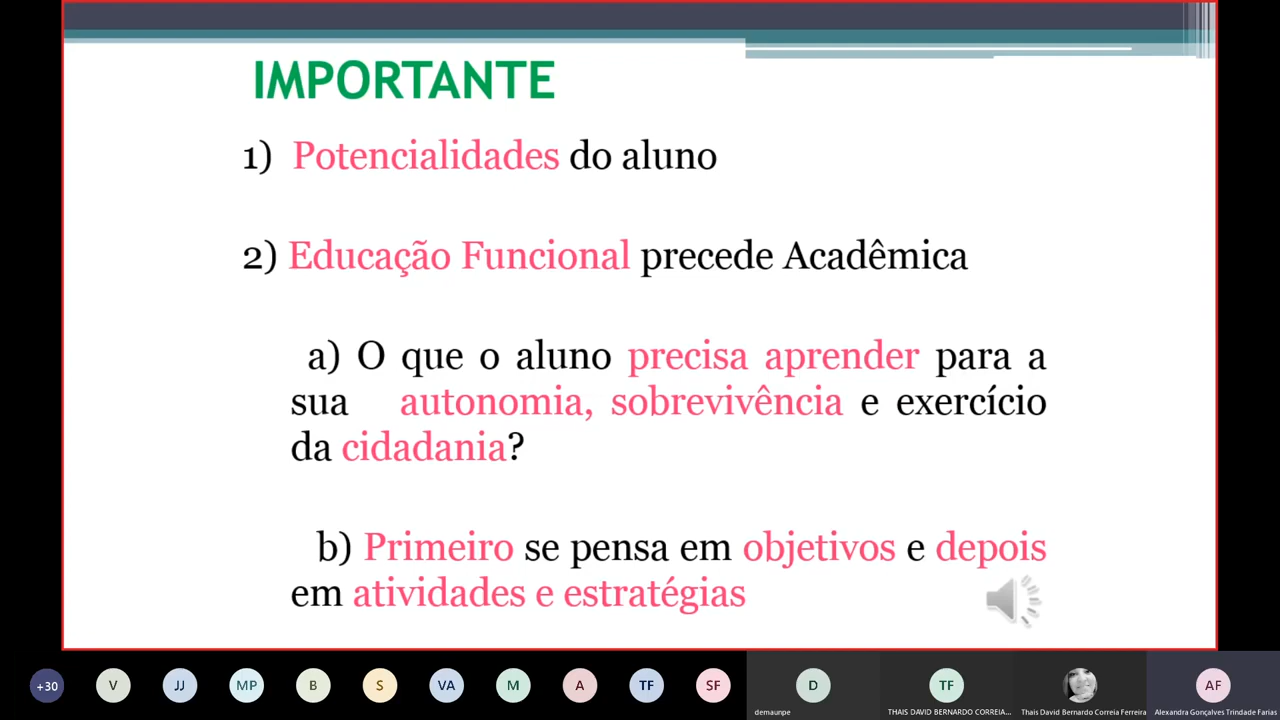 IMPORTANTE
1) Potencialidades do aluno
2) Educação Funcional precede Acadêmica
a) O que o aluno precisa aprender para a
sua autonomia, sobrevivência e exercício
da cidadania?
b) Primeiro se pensa em objetivos e depois
em atividades e estratégias
+30 V JJ MP B S VA M A TF SF D TF AF
demaunpe THAIS DAVID BERNARDO CORREIA... Thais David Bernardo Correia Ferreira Alexandra Gonçalves Trindade Farias